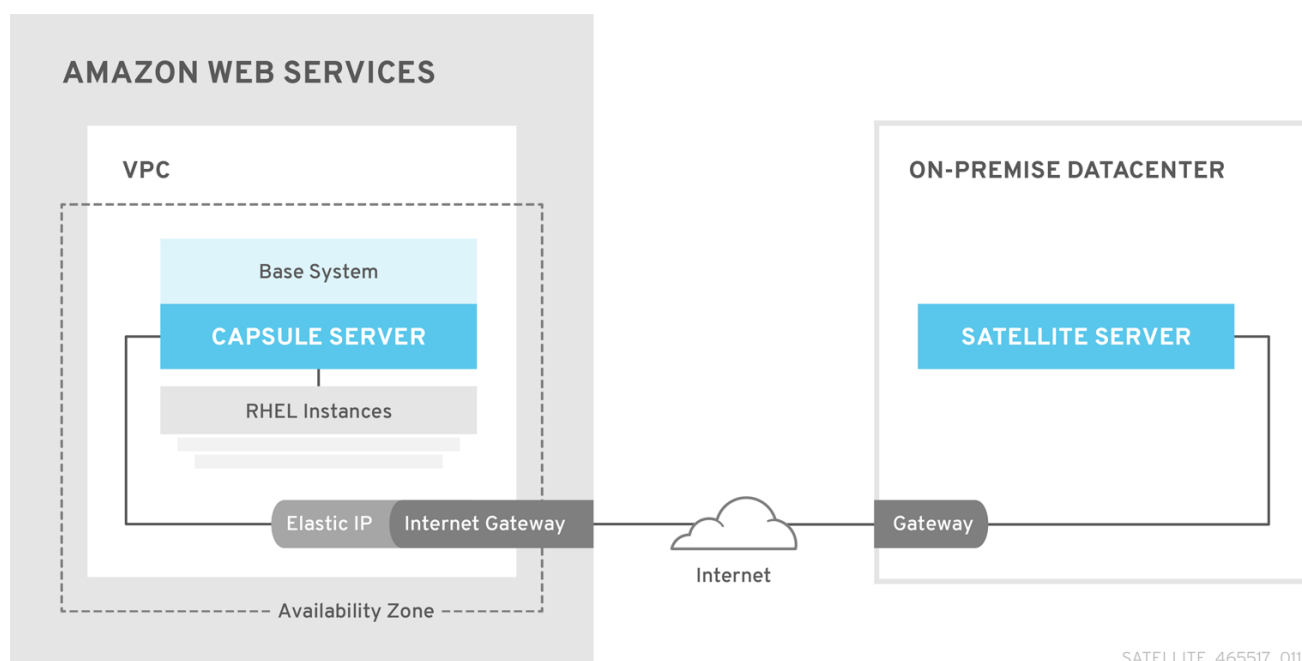 AMAZON WEB SERVICES
VPC
ON-PREMISE DATACENTER
Base System
CAPSULE SERVER
SATELLITE SERVER
RHEL Instances
Elastic IP
Internet Gateway
Gateway
Internet
Availability Zone
SATELLITE_465517_011